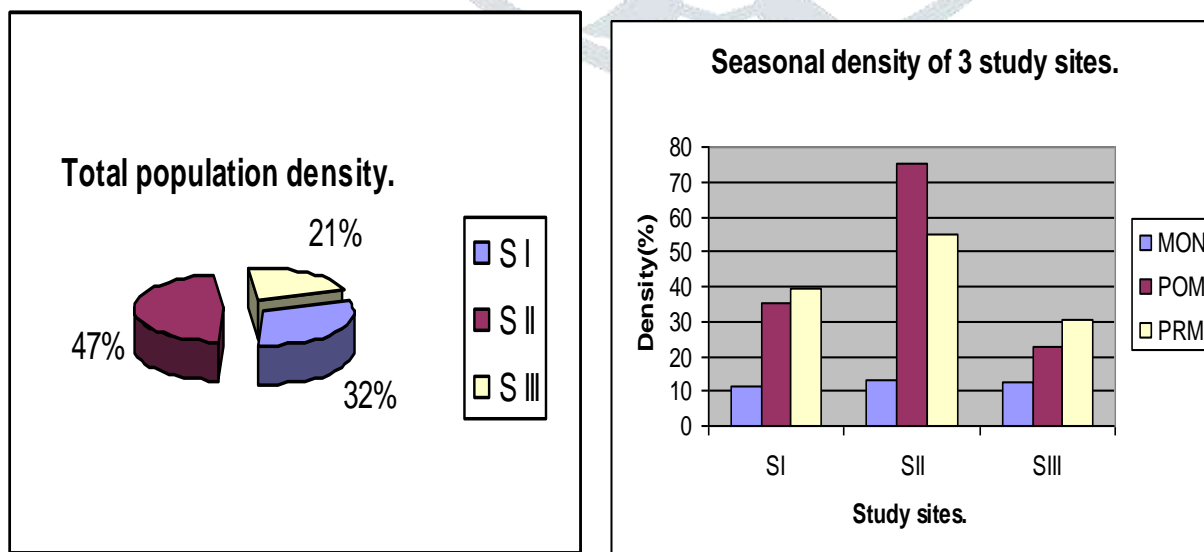 Total population density.
21%
47%
32%
S I
S II
S III
Seasonal density of 3 study sites.
Density(%)
80
70
60
50
40
30
20
10
0
SI
SII
SIII
Study sites.
MON
POM
PRM